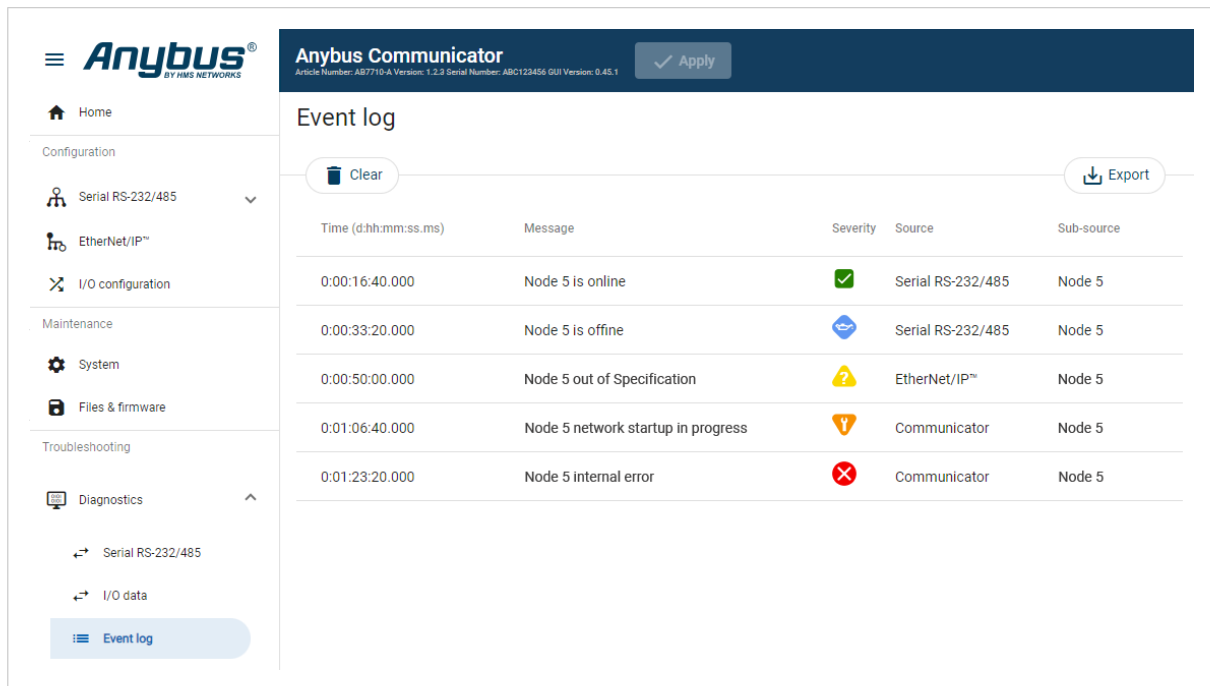 Anybus®
BY HMS NETWORKS
Anybus Communicator
Article Number: AB7710-A Version: 1.2.3 Serial Number: ABC123456 GUI Version: 0.45.1
Apply
Home
Configuration
Serial RS-232/485
EtherNet/IP™
I/O configuration
Maintenance
System
Files & firmware
Troubleshooting
Diagnostics
Serial RS-232/485
I/O data
Event log
Event log
Clear
Export
Time (d:hh:mm:ss.ms) Message Severity Source Sub-source
0:00:16:40.000 Node 5 is online Serial RS-232/485 Node 5
0:00:33:20.000 Node 5 is offine Serial RS-232/485 Node 5
0:00:50:00.000 Node 5 out of Specification ? EtherNet/IP™ Node 5
0:01:06:40.000 Node 5 network startup in progress Communicator Node 5
0:01:23:20.000 Node 5 internal error Communicator Node 5